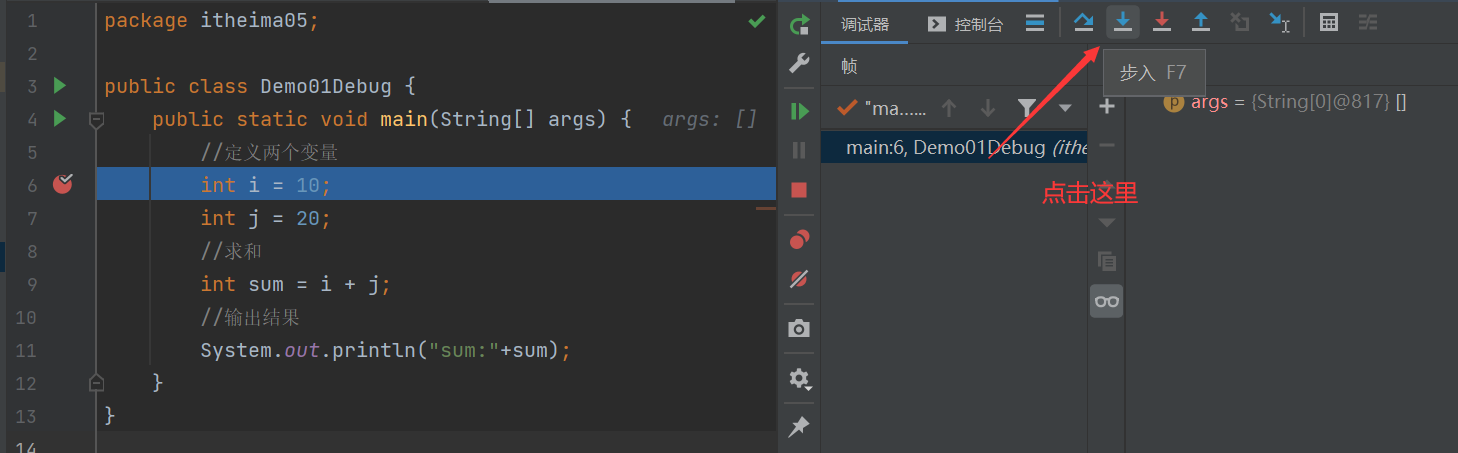 1 package itheima05;
2
3 public class Demo01Debug {
4 public static void main(String[] args) { args: []
5 //定义两个变量
6 int i = 10;
7 int j = 20;
8 //求和
9 int sum = i + j;
10 //输出结果
11 System.out.println("sum:"+sum);
12 }
13 }
14
调试器 控制台
帧
步入 F7
"ma...... 
main:6, Demo01Debug (ithe
p args = {String[0]@817} []
点击这里